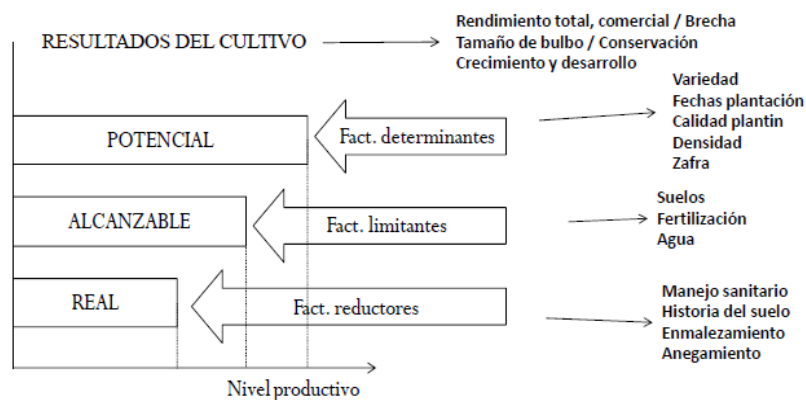 RESULTADOS DEL CULTIVO
Rendimiento total, comercial / Brecha
Tamaño de bulbo / Conservación
Crecimiento y desarrollo
POTENCIAL
Fact. determinantes
Variedad
Fechas plantación
Calidad plantin
Densidad
Zafra
ALCANZABLE
Fact. limitantes
Suelos
Fertilización
Agua
REAL
Fact. reductores
Manejo sanitario
Historia del suelo
Enmalezamiento
Anegamiento
Nivel productivo